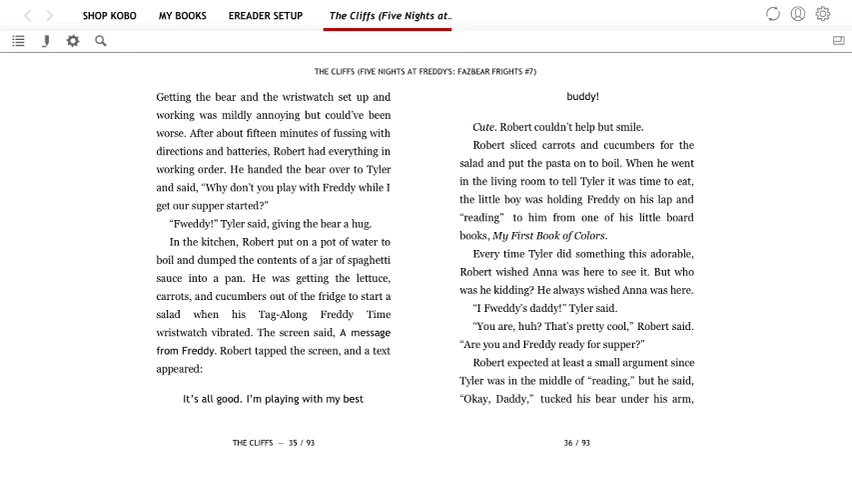 SHOP KOBO
MY BOOKS
EREADER SETUP
The Cliffs (Five Nights at..
THE CLIFFS (FIVE NIGHTS AT FREDDY'S: FAZBEAR FRIGHTS #7)
Getting the bear and the wristwatch set up and
working was mildly annoying but could’ve been
worse. After about fifteen minutes of fussing with
directions and batteries, Robert had everything in
working order. He handed the bear over to Tyler
and said, “Why don’t you play with Freddy while I
get our supper started?”
“Fweddy!” Tyler said, giving the bear a hug.
In the kitchen, Robert put on a pot of water to
boil and dumped the contents of a jar of spaghetti
sauce into a pan. He was getting the lettuce,
carrots, and cucumbers out of the fridge to start a
salad when his Tag-Along Freddy Time
wristwatch vibrated. The screen said, A message
from Freddy. Robert tapped the screen, and a text
appeared:
It’s all good. I’m playing with my best
THE CLIFFS — 35 / 93
buddy!
Cute. Robert couldn’t help but smile.
Robert sliced carrots and cucumbers for the
salad and put the pasta on to boil. When he went
in the living room to tell Tyler it was time to eat,
the little boy was holding Freddy on his lap and
“reading” to him from one of his little board
books, My First Book of Colors.
Every time Tyler did something this adorable,
Robert wished Anna was here to see it. But who
was he kidding? He always wished Anna was here.
“I Fweddy’s daddy!” Tyler said.
“You are, huh? That’s pretty cool,” Robert said.
“Are you and Freddy ready for supper?”
Robert expected at least a small argument since
Tyler was in the middle of “reading,” but he said,
“Okay, Daddy,” tucked his bear under his arm,
36 / 93